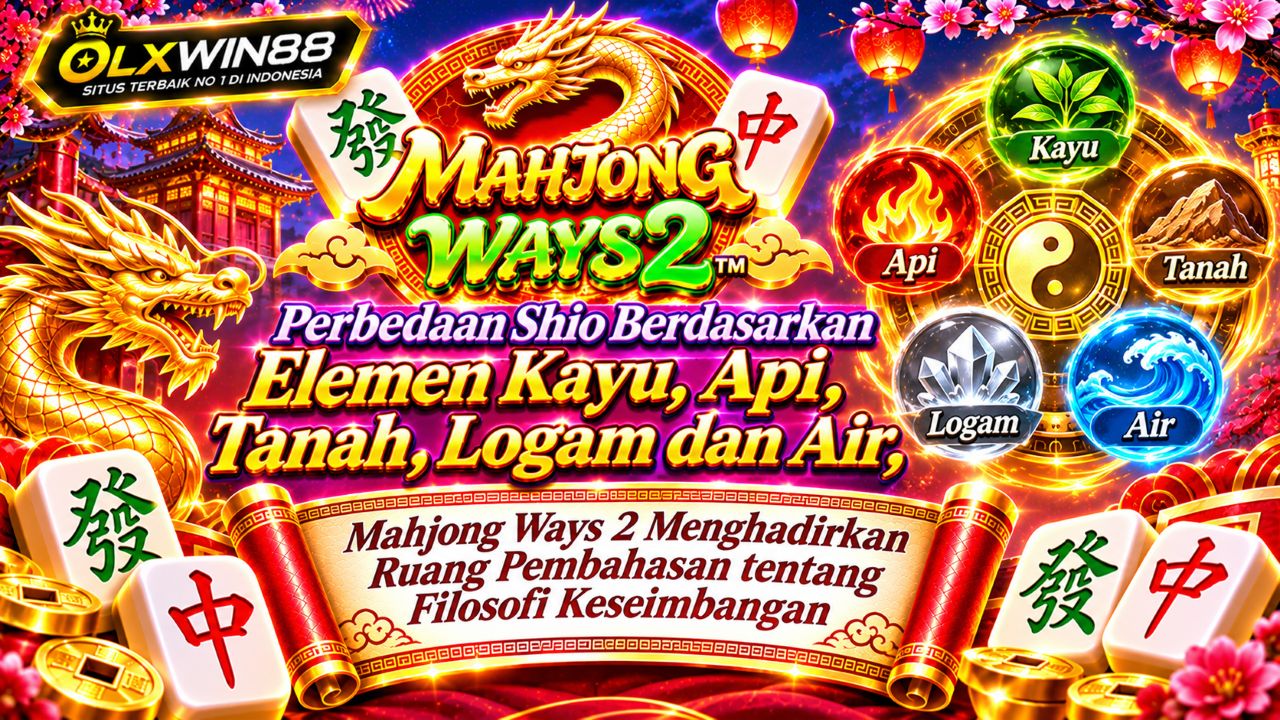 OLXWIN88
SITUS TERBAIK NO 1 DI INDONESIA
發
中
MAHJONG
WAYS2™
Kayu
Api
Tanah
Logam
Air
Perbedaan Shio Berdasarkan
Elemen Kayu, Api,
Tanah, Logam dan Air,
Mahjong Ways 2 Menghadirkan
Ruang Pembahasan tentang
Filosofi Keseimbangan
發
中
發
中